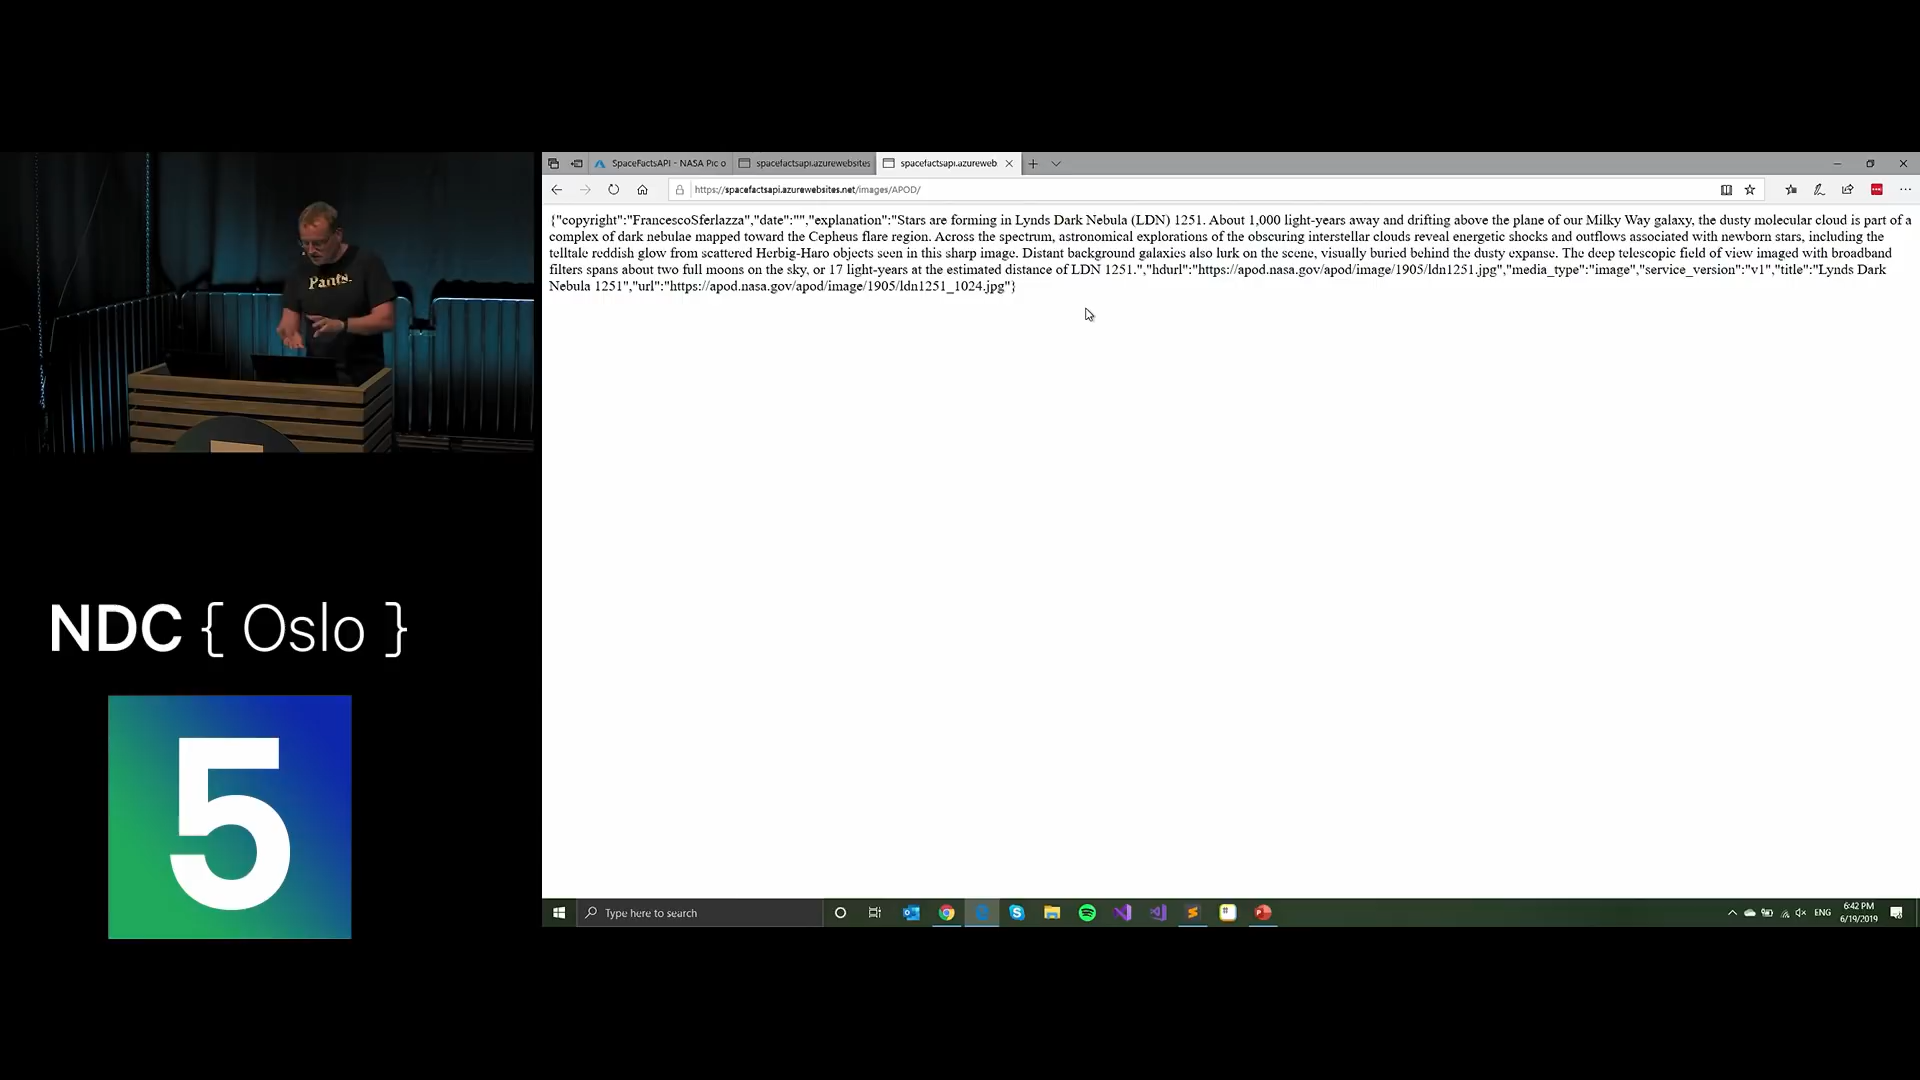 SpaceFactsAPI - NASA Pic o
spacefactsapi.azurewebsites
spacefactsapi.azureweb
https://spacefactsapi.azurewebsites.net/images/APOD/
{"copyright":"FrancescoSferlazza","date":"","explanation":"Stars are forming in Lynds Dark Nebula (LDN) 1251. About 1,000 light-years away and drifting above the plane of our Milky Way galaxy, the dusty molecular cloud is part of a
complex of dark nebulae mapped toward the Cepheus flare region. Across the spectrum, astronomical explorations of the obscuring interstellar clouds reveal energetic shocks and outflows associated with newborn stars, including the
telltale reddish glow from scattered Herbig-Haro objects seen in this sharp image. Distant background galaxies also lurk on the scene, visually buried behind the dusty expanse. The deep telescopic field of view imaged with broadband
filters spans about two full moons on the sky, or 17 light-years at the estimated distance of LDN 1251.","hdurl":"https://apod.nasa.gov/apod/image/1905/ldn1251.jpg","media_type":"image","service_version":"v1","title":"Lynds Dark
Nebula 1251","url":"https://apod.nasa.gov/apod/image/1905/ldn1251_1024.jpg"}
Pants.
NDC { Oslo }
5
Type here to search
ENG
6:42 PM
6/19/2019